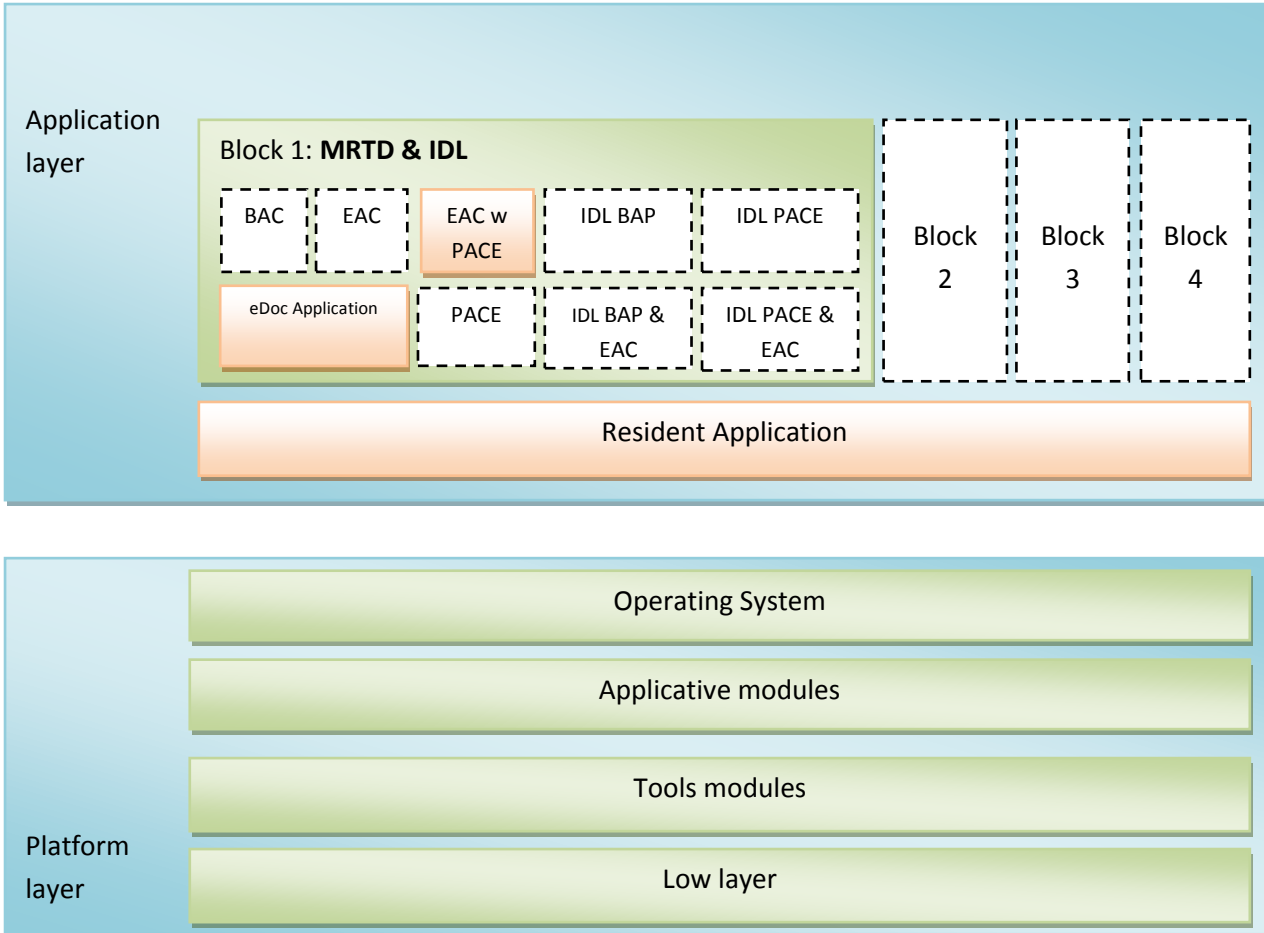 Application
layer
Block 1: MRTD & IDL
BAC
EAC
EAC w
PACE
IDL BAP
IDL PACE
eDoc Application
PACE
IDL BAP &
EAC
IDL PACE &
EAC
Block
2
Block
3
Block
4
Resident Application
Operating System
Applicative modules
Tools modules
Platform
layer
Low layer